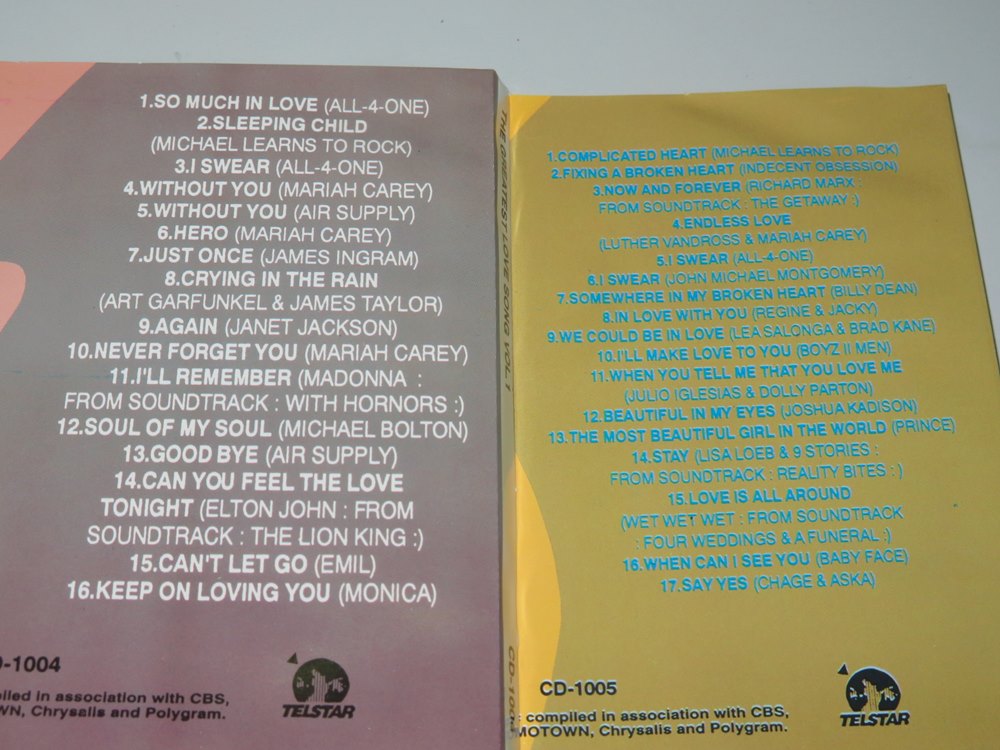 1.SO MUCH IN LOVE (ALL-4-ONE)
2.SLEEPING CHILD
(MICHAEL LEARNS TO ROCK)
3.I SWEAR (ALL-4-ONE)
4.WITHOUT YOU (MARIAH CAREY)
5.WITHOUT YOU (AIR SUPPLY)
6.HERO (MARIAH CAREY)
7.JUST ONCE (JAMES INGRAM)
8.CRYING IN THE RAIN
(ART GARFUNKEL & JAMES TAYLOR)
9.AGAIN (JANET JACKSON)
10.NEVER FORGET YOU (MARIAH CAREY)
11.I'LL REMEMBER (MADONNA :
FROM SOUNDTRACK : WITH HORNORS :)
12.SOUL OF MY SOUL (MICHAEL BOLTON)
13.GOOD BYE (AIR SUPPLY)
14.CAN YOU FEEL THE LOVE
TONIGHT (ELTON JOHN : FROM
SOUNDTRACK : THE LION KING :)
15.CAN'T LET GO (EMIL)
16.KEEP ON LOVING YOU (MONICA)
-1004
in association with CBS,
Chrysalis and Polygram.
TELSTAR
THE GREATEST LOVE SONG VOL.1
1.COMPLICATED HEART (MICHAEL LEARNS TO ROCK)
2.FIXING A BROKEN HEART (INDECENT OBSESSION)
3.NOW AND FOREVER (RICHARD MARX :
FROM SOUNDTRACK : THE GETAWAY :)
4.ENDLESS LOVE
(LUTHER VANDROSS & MARIAH CAREY)
5.I SWEAR (ALL-4-ONE)
6.I SWEAR (JOHN MICHAEL MONTGOMERY)
7.SOMEWHERE IN MY BROKEN HEART (BILLY DEAN)
8.IN LOVE WITH YOU (REGINE & JACKY)
9.WE COULD BE IN LOVE (LEA SALONGA & BRAD KANE)
10.I'LL MAKE LOVE TO YOU (BOYZ II MEN)
11.WHEN YOU TELL ME THAT YOU LOVE ME
(JULIO IGLESIAS & DOLLY PARTON)
12.BEAUTIFUL IN MY EYES (JOSHUA KADISON)
13.THE MOST BEAUTIFUL GIRL IN THE WORLD (PRINCE)
14.STAY (LISA LOEB & 9 STORIES :
FROM SOUNDTRACK : REALITY BITES : )
15.LOVE IS ALL AROUND
(WET WET WET : FROM SOUNDTRACK
: FOUR WEDDINGS & A FUNERAL :)
16.WHEN CAN I SEE YOU (BABY FACE)
17.SAY YES (CHAGE & ASKA)
CD-1005
compiled in association with CBS,
MOTOWN, Chrysalis and Polygram.
TELSTAR